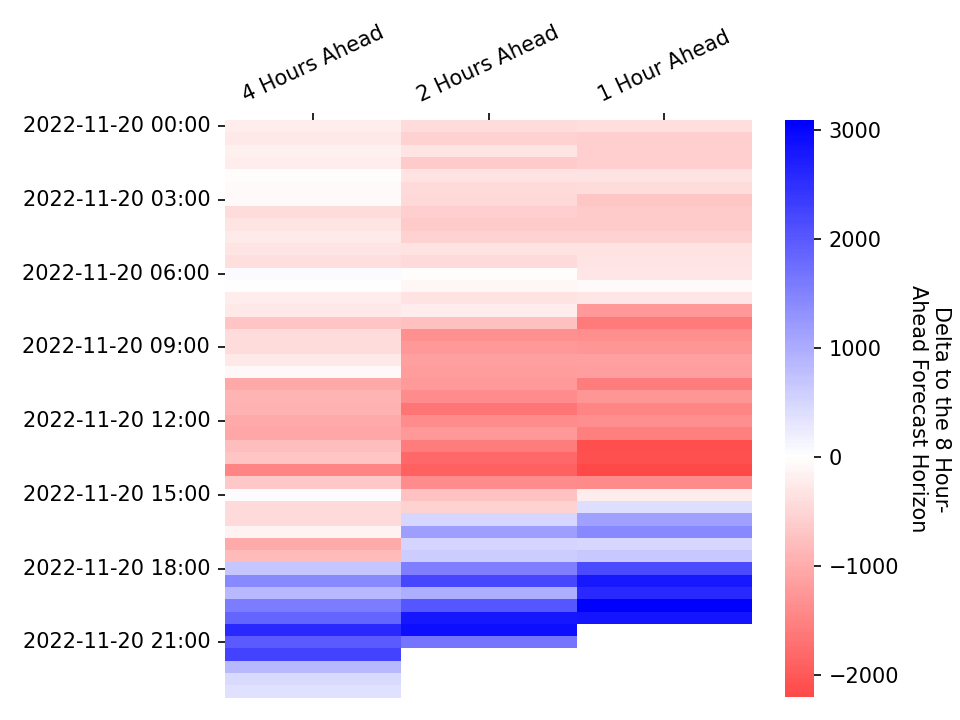 4 Hours Ahead
2 Hours Ahead
1 Hour Ahead
2022-11-20 00:00
2022-11-20 03:00
2022-11-20 06:00
2022-11-20 09:00
2022-11-20 12:00
2022-11-20 15:00
2022-11-20 18:00
2022-11-20 21:00
3000
2000
1000
0
−1000
−2000
Delta to the 8 Hour-
Ahead Forecast Horizon